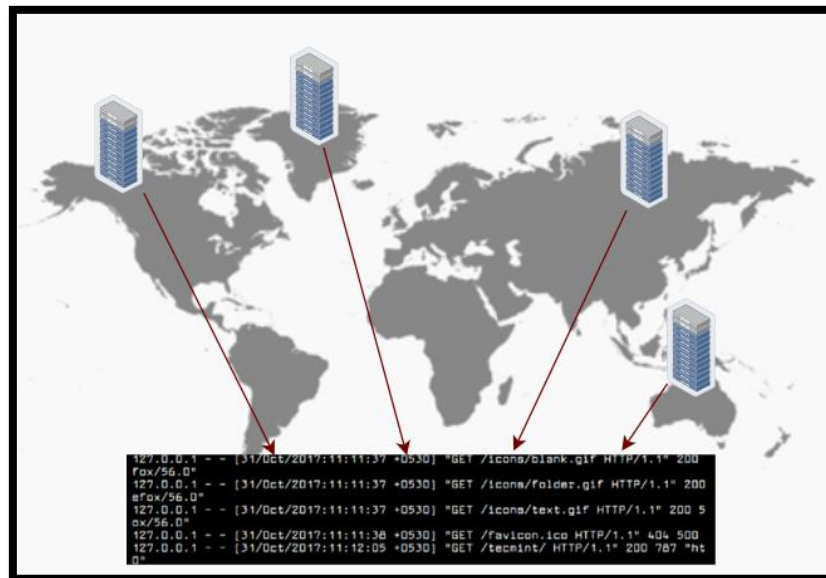 127.0.0.1 - - [31/Oct/2017:11:11:37 +0530] "GET /icons/blank.gif HTTP/1.1" 200
fox/56.0"
127.0.0.1 - - [31/Oct/2017:11:11:37 +0530] "GET /icons/folder.gif HTTP/1.1" 200
efox/56.0"
127.0.0.1 - - [31/Oct/2017:11:11:37 +0530] "GET /icons/text.gif HTTP/1.1" 200 5
ox/56.0"
127.0.0.1 - - [31/Oct/2017:11:11:38 +0530] "GET /favicon.ico HTTP/1.1" 404 500
127.0.0.1 - - [31/Oct/2017:11:12:05 +0530] "GET /tecmint/ HTTP/1.1" 200 787 "ht
0"